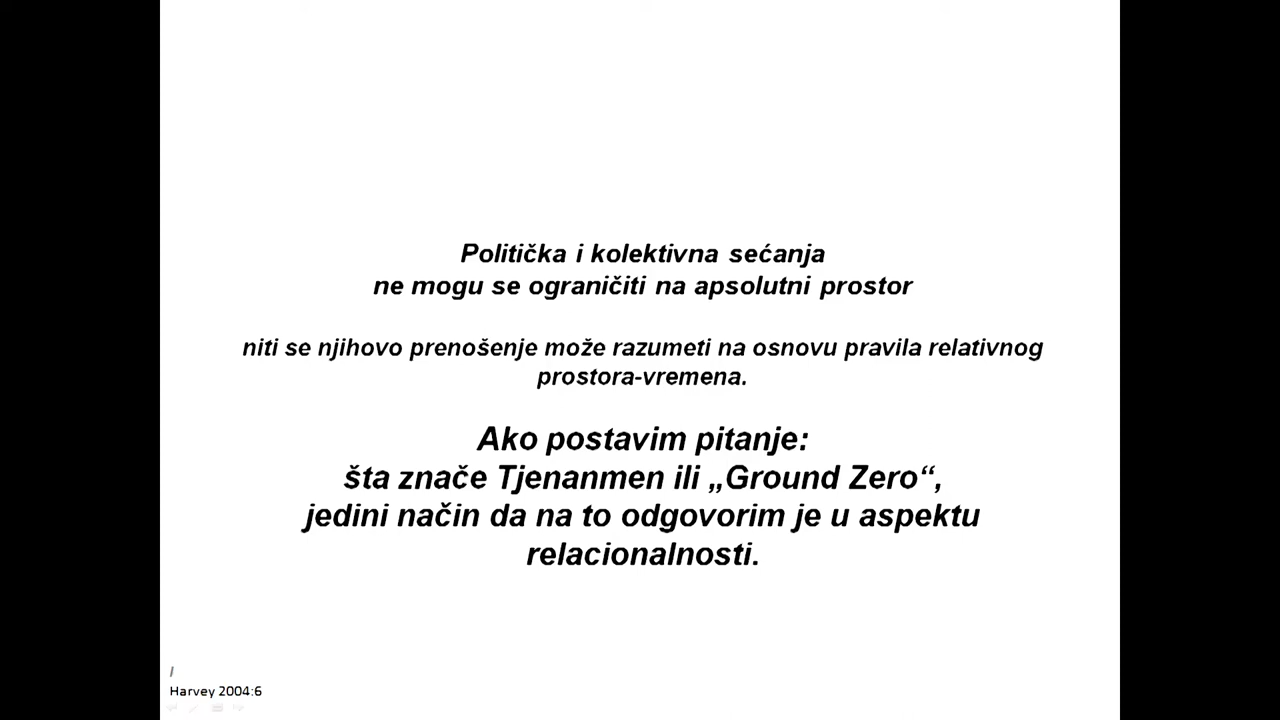 Politička i kolektivna sećanja
ne mogu se ograničiti na apsolutni prostor
niti se njihovo prenošenje može razumeti na osnovu pravila relativnog
prostora-vremena.
Ako postavim pitanje:
šta znače Tjenanmen ili „Ground Zero“,
jedini način da na to odgovorim je u aspektu
relacionalnosti.
/
Harvey 2004:6